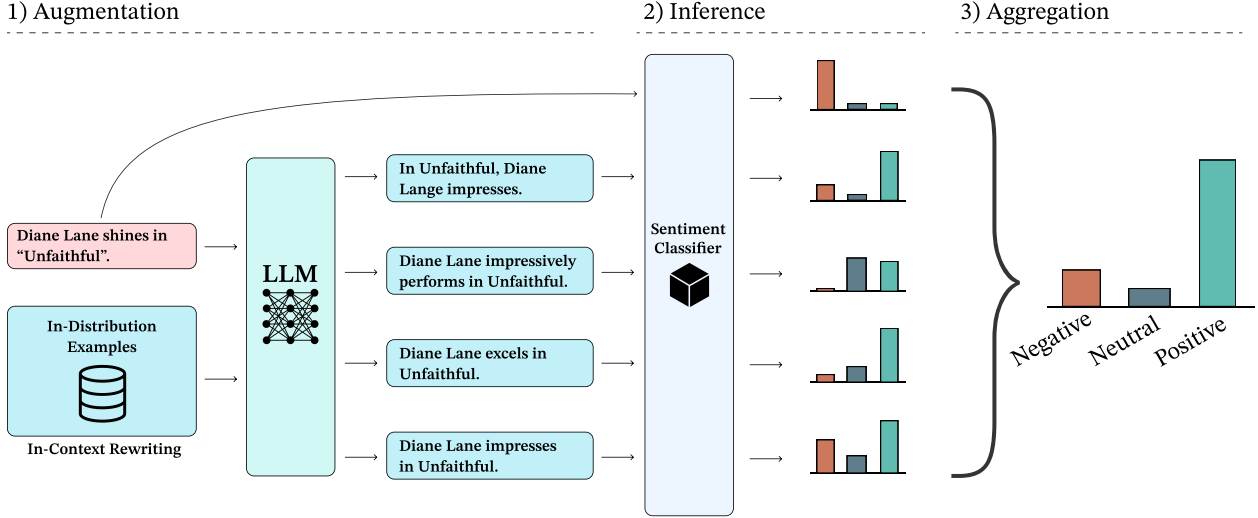 1) Augmentation
2) Inference
3) Aggregation
In Unfaithful, Diane
Lange impresses.
Diane Lane shines in
“Unfaithful”.
Sentiment
Classifier
Diane Lane impressively
performs in Unfaithful.
LLM
In-Distribution
Examples
Diane Lane excels in
Unfaithful.
In-Context Rewriting
Diane Lane impresses
in Unfaithful.
Negative
Neutral
Positive